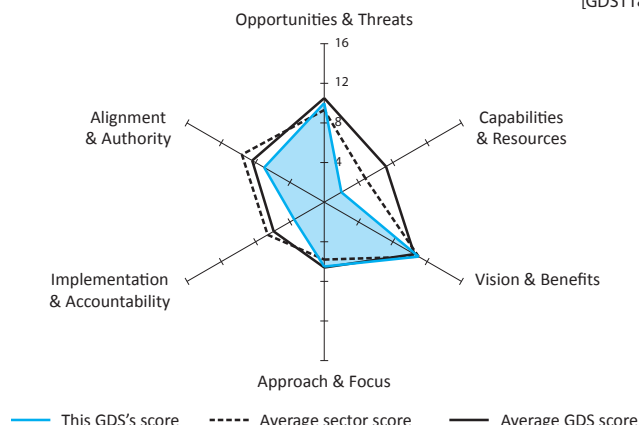 [GDS11a
Opportunities & Threats
16
12
8
4
Alignment
& Authority
Capabilities
& Resources
Implementation
& Accountability
Vision & Benefits
Approach & Focus
This GDS's score
Average sector score
Average GDS score